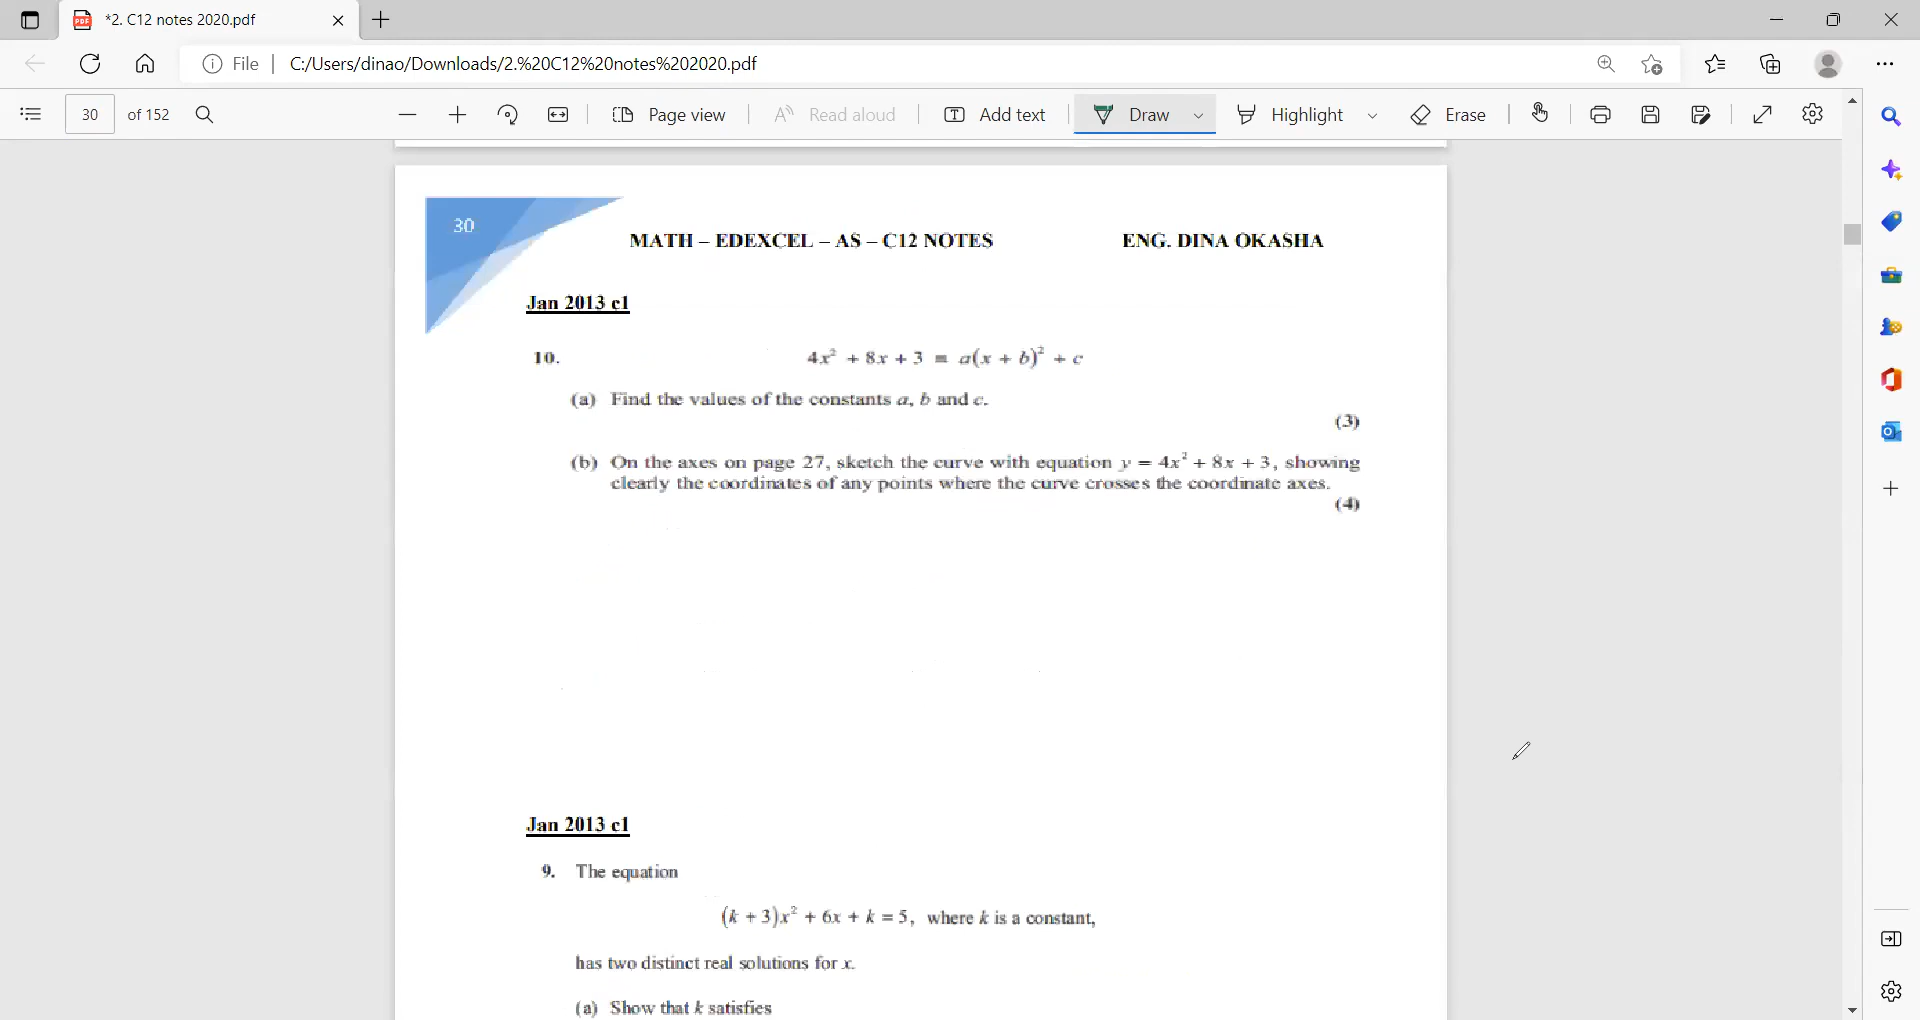 *2. C12 notes 2020.pdf
File
C:/Users/dinao/Downloads/2.%20C12%20notes%202020.pdf
30 of 152
Page view
Read aloud
Add text
Draw
Highlight
Erase
30
MATH – EDEXCEL – AS – C12 NOTES
ENG. DINA OKASHA
Jan 2013 c1
10. 4x² + 8x + 3 ≡ a(x + b)² + c
(a) Find the values of the constants a, b and c.
(3)
(b) On the axes on page 27, sketch the curve with equation y = 4x² + 8x + 3, showing
clearly the coordinates of any points where the curve crosses the coordinate axes.
(4)
Jan 2013 c1
9. The equation
(k + 3)x² + 6x + k = 5, where k is a constant,
has two distinct real solutions for x.
(a) Show that k satisfies